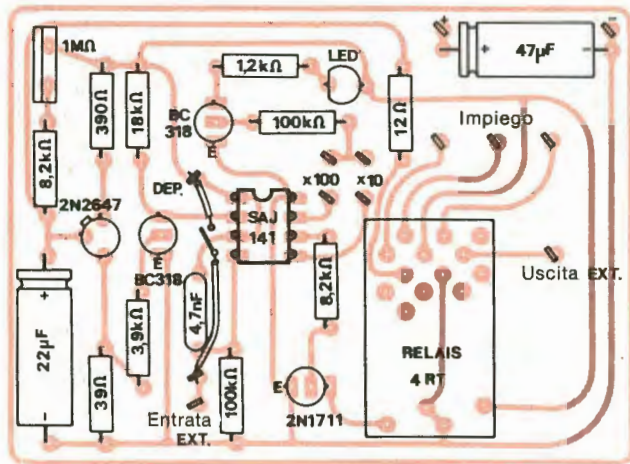 1MΩ
390Ω
18kΩ
1,2kΩ
LED
+
-
+ 47µF -
12Ω
BC
318
100kΩ
E
Impiego
8,2kΩ
DEP.
x100
x10
2N2647
SAJ
141
E
BC318
Uscita EXT.
+
22µF
-
3,9kΩ
4,7nF
8,2kΩ
RELAIS
4 RT
39Ω
Entrata
EXT.
100kΩ
E
2N1711